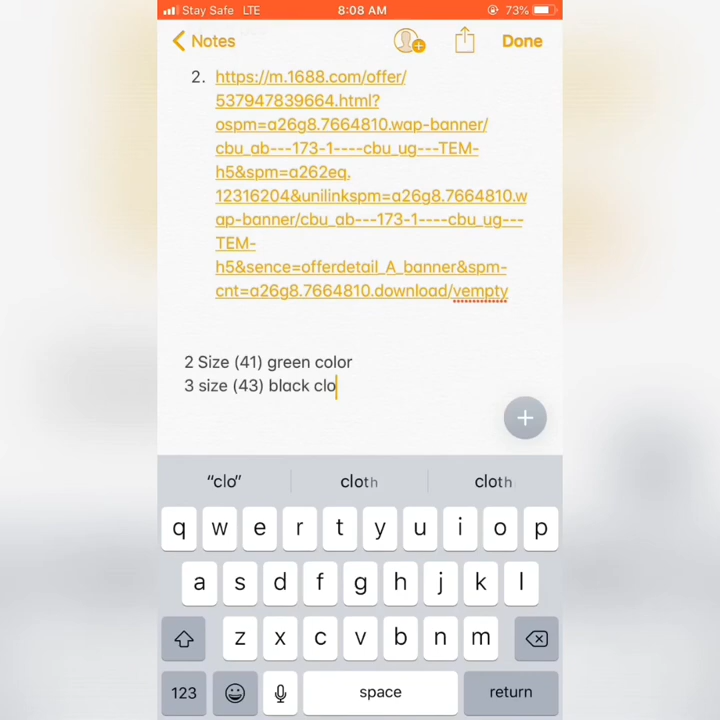 Stay Safe LTE 8:08 AM 73%
Notes Done
2. https://m.1688.com/offer/
537947839664.html?
ospm=a26g8.7664810.wap-banner/
cbu_ab---173-1----cbu_ug---TEM-
h5&spm=a262eq.
12316204&unilinkspm=a26g8.7664810.w
ap-banner/cbu_ab---173-1----cbu_ug---
TEM-
h5&sence=offerdetail_A_banner&spm-
cnt=a26g8.7664810.download/vempty
2 Size (41) green color
3 size (43) black clo
“clo” cloth cloth
q w e r t y u i o p
a s d f g h j k l
z x c v b n m
123 space return